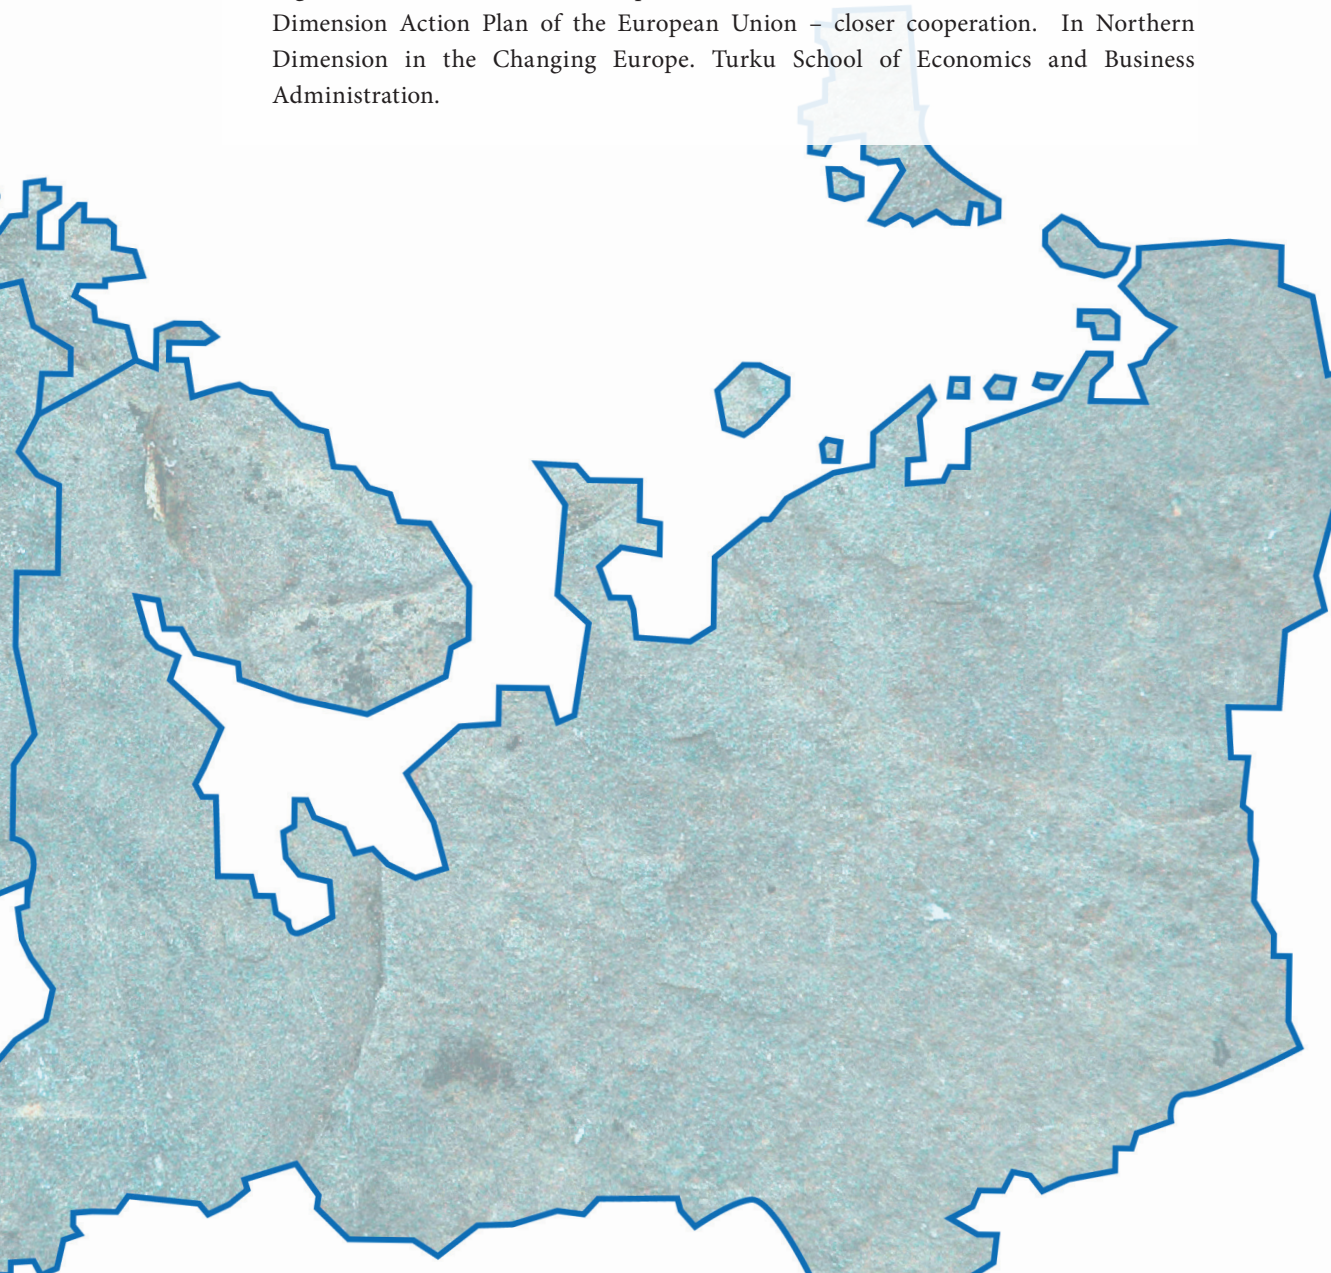 Dimension Action Plan of the European Union – closer cooperation. In Northern
Dimension in the Changing Europe. Turku School of Economics and Business
Administration.